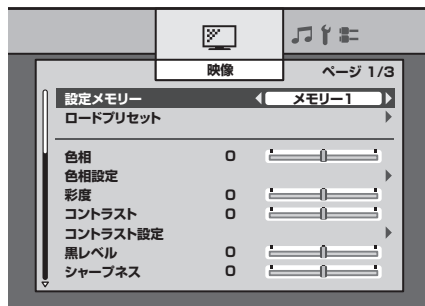 映像
ページ 1/3
設定メモリー メモリー1
ロードプリセット
色相 0
色相設定
彩度 0
コントラスト 0
コントラスト設定
黒レベル 0
シャープネス 0